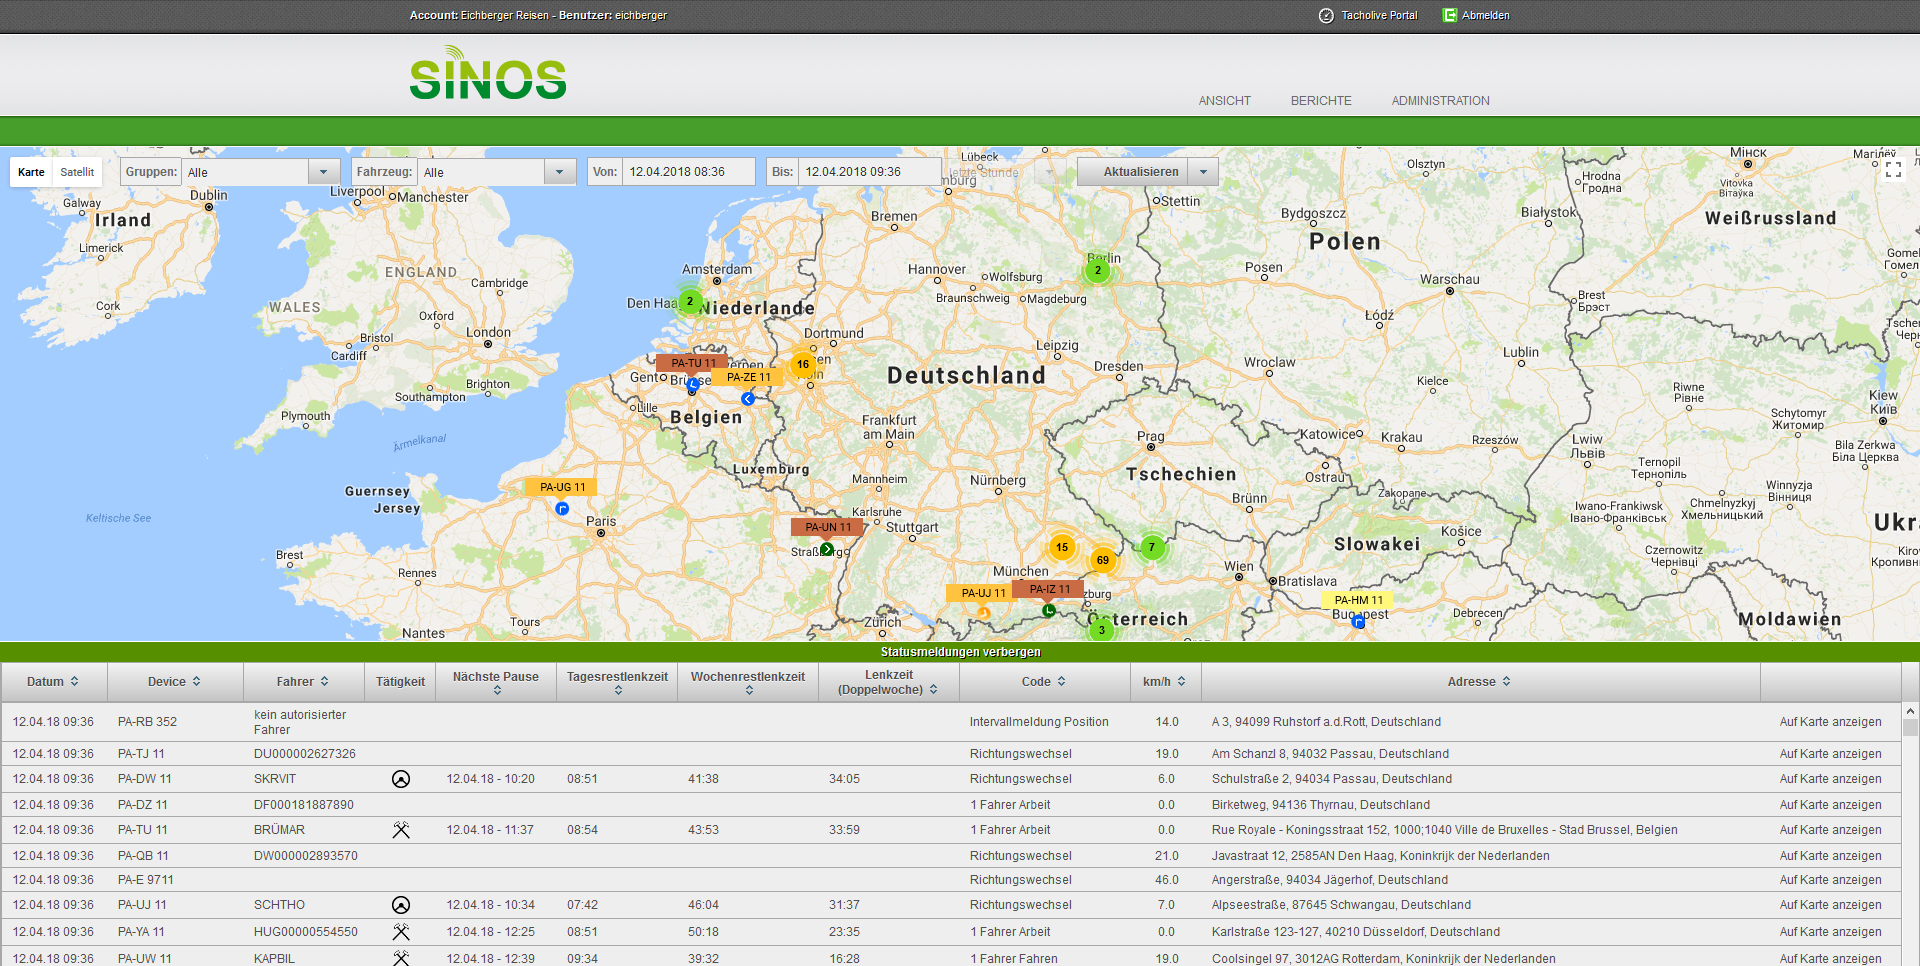 Account: Eichberger Reisen - Benutzer: eichberger
Tacholive Portal
Abmelden
SINOS
ANSICHT BERICHTE ADMINISTRATION
Karte Satellit
Gruppen: Alle
Fahrzeug: Alle
Von: 12.04.2018 08:36
Bis: 12.04.2018 09:36
letzte Stunde
Aktualisieren
Lübeck
Olsztyn
Мінск
Hrodna
Гродна
Vitovka
Вітаўка
Galway
Dublin
Liverpool
Manchester
Irland
Limerick
Cork
Bremen
Stettin
Bydgoszcz
Białystok
Weißrussland
Polen
ENGLAND
Cambridge
WALES
Oxford
London
Bristol
Cardiff
Brighton
Southampton
Plymouth
Ärmelkanal
Keltische See
Guernsey
Jersey
Amsterdam
Den Haa
Niederlande
Hannover
Wolfsburg
Braunschweig
Magdeburg
Berlin
2
2
Posen
Warschau
Brest
Брэст
Łódź
Lublin
Dortmund
16
PA-TU 11
PA-ZE 11
Gent
Lille
Belgien
Luxemburg
Deutschland
Leipzig
Dresden
Wroclaw
Kielce
Riwne
Рівне
Schytomyr
Житомир
Kiew
Київ
Bila Zerkwa
Біла Церква
Frankfurt
am Main
Prag
Tschechien
Katowice
Krakau
Rzeszów
Lwiw
Львів
Ternopil
Тернопіль
Winnyzja
Вінниця
Ostrau
Zakopane
Brünn
Mannheim
Nürnberg
Karlsruhe
Stuttgart
PA-UG 11
Paris
PA-UN 11
Straßburg
Brest
Rennes
Nantes
Tours
15
69
7
München
PA-UJ 11
PA-IZ 11
zburg
Österreich
3
Zürich
Wien
Bratislava
Slowakei
Košice
PA-HM 11
Budapest
Debrecen
Iwano-Frankiwsk
Івано-Франківськ
Chmelnyzkyj
Хмельницький
Czernowitz
Чернівці
Moldawien
Statusmeldungen verbergen
Datum Device Fahrer Tätigkeit Nächste Pause Tagesrestlenkzeit Wochenrestlenkzeit Lenkzeit (Doppelwoche) Code km/h Adresse
12.04.18 09:36 PA-RB 352 kein autorisierter Fahrer Intervallmeldung Position 14.0 A 3, 94099 Ruhstorf a.d.Rott, Deutschland Auf Karte anzeigen
12.04.18 09:36 PA-TJ 11 DU000002627326 Richtungswechsel 19.0 Am Schanzl 8, 94032 Passau, Deutschland Auf Karte anzeigen
12.04.18 09:36 PA-DW 11 SKRVIT 12.04.18 - 10:20 08:51 41:38 34:05 Richtungswechsel 6.0 Schulstraße 2, 94034 Passau, Deutschland Auf Karte anzeigen
12.04.18 09:36 PA-DZ 11 DF000181887890 1 Fahrer Arbeit 0.0 Birketweg, 94136 Thyrnau, Deutschland Auf Karte anzeigen
12.04.18 09:36 PA-TU 11 BRÜMAR 12.04.18 - 11:37 08:54 43:53 33:59 1 Fahrer Arbeit 0.0 Rue Royale - Koningsstraat 152, 1000;1040 Ville de Bruxelles - Stad Brussel, Belgien Auf Karte anzeigen
12.04.18 09:36 PA-QB 11 DW000002893570 Richtungswechsel 21.0 Javastraat 12, 2585AN Den Haag, Koninkrijk der Nederlanden Auf Karte anzeigen
12.04.18 09:36 PA-E 9711 Richtungswechsel 46.0 Angerstraße, 94034 Jägerhof, Deutschland Auf Karte anzeigen
12.04.18 09:36 PA-UJ 11 SCHTHO 12.04.18 - 10:34 07:42 46:04 31:37 Richtungswechsel 7.0 Alpseestraße, 87645 Schwangau, Deutschland Auf Karte anzeigen
12.04.18 09:36 PA-YA 11 HUG00000554550 12.04.18 - 12:25 08:51 50:18 23:35 1 Fahrer Arbeit 0.0 Karlstraße 123-127, 40210 Düsseldorf, Deutschland Auf Karte anzeigen
12.04.18 09:36 PA-UW 11 KAPBIL 12.04.18 - 12:39 09:34 39:32 16:28 1 Fahrer Fahren 19.0 Coolsingel 97, 3012AG Rotterdam, Koninkrijk der Nederlanden Auf Karte anzeigen